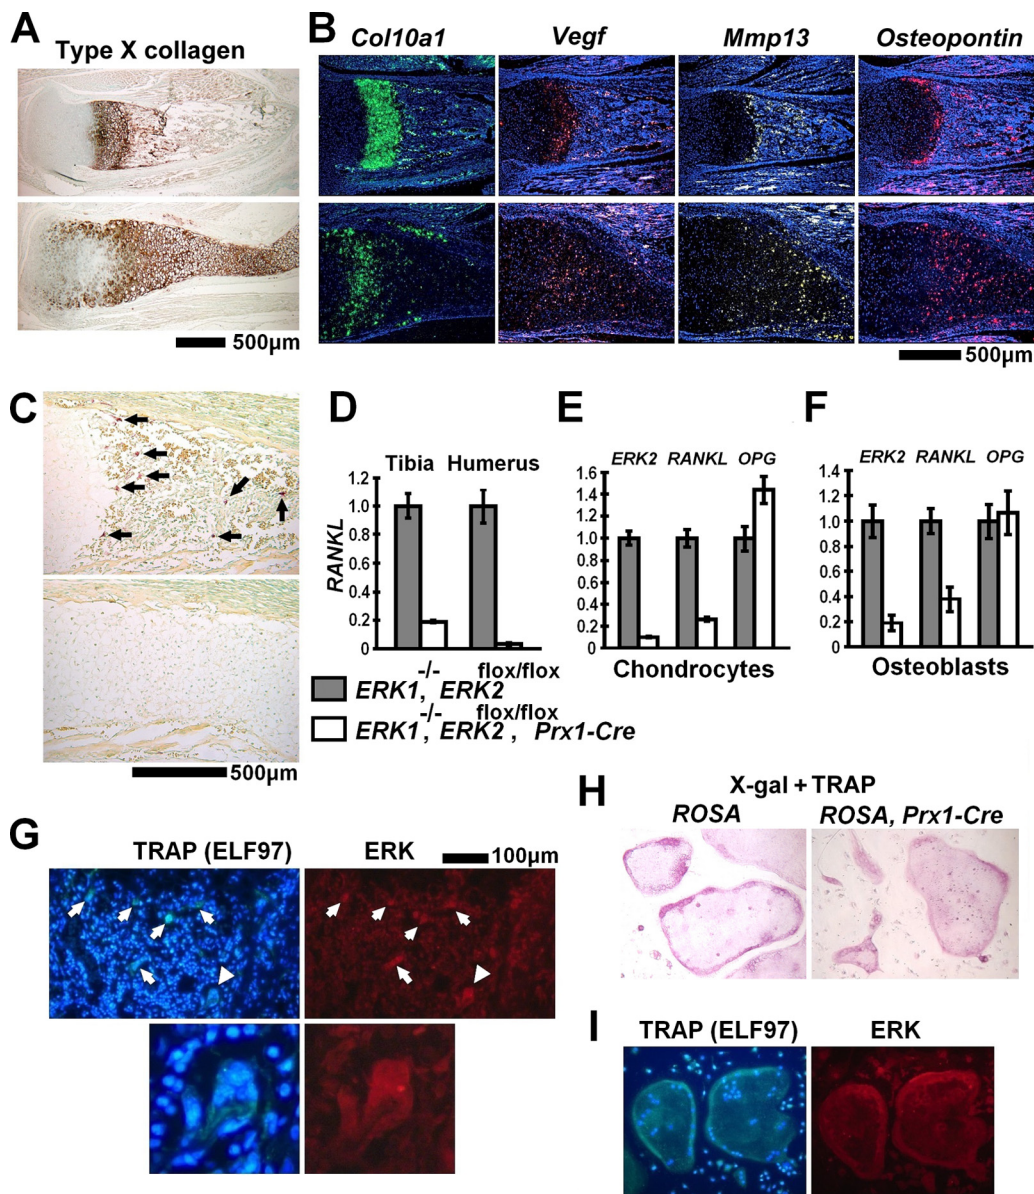 A
Type X collagen
500µm
B
Col10a1 Vegf Mmp13 Osteopontin
500µm
C
500µm
D
Tibia Humerus
RANKL
1.2
1.0
0.8
0.6
0.4
0.2
0
E
ERK2 RANKL OPG
1.6
1.4
1.2
1.0
0.8
0.6
0.4
0.2
0
Chondrocytes
F
ERK2 RANKL OPG
1.4
1.2
1.0
0.8
0.6
0.4
0.2
0
Osteoblasts
-/- flox/flox
ERK1, ERK2
-/- flox/flox
ERK1, ERK2, Prx1-Cre
G
TRAP (ELF97) ERK 100µm
H
X-gal + TRAP
ROSA ROSA, Prx1-Cre
I
TRAP (ELF97) ERK